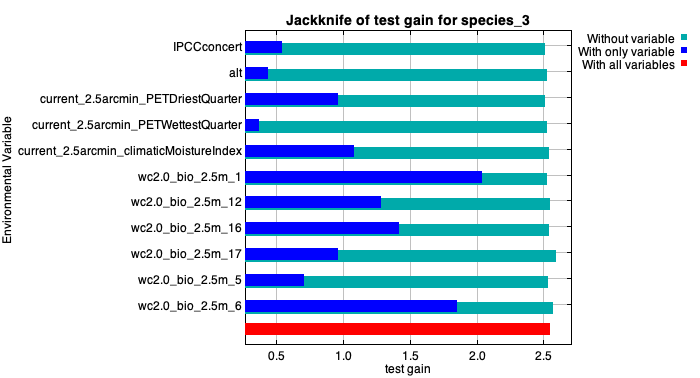 Jackknife of test gain for species_3
Without variable
With only variable
With all variables
Environmental Variable
IPCCconcert
alt
current_2.5arcmin_PETDriestQuarter
current_2.5arcmin_PETWettestQuarter
current_2.5arcmin_climaticMoistureIndex
wc2.0_bio_2.5m_1
wc2.0_bio_2.5m_12
wc2.0_bio_2.5m_16
wc2.0_bio_2.5m_17
wc2.0_bio_2.5m_5
wc2.0_bio_2.5m_6
0.5 1.0 1.5 2.0 2.5
test gain